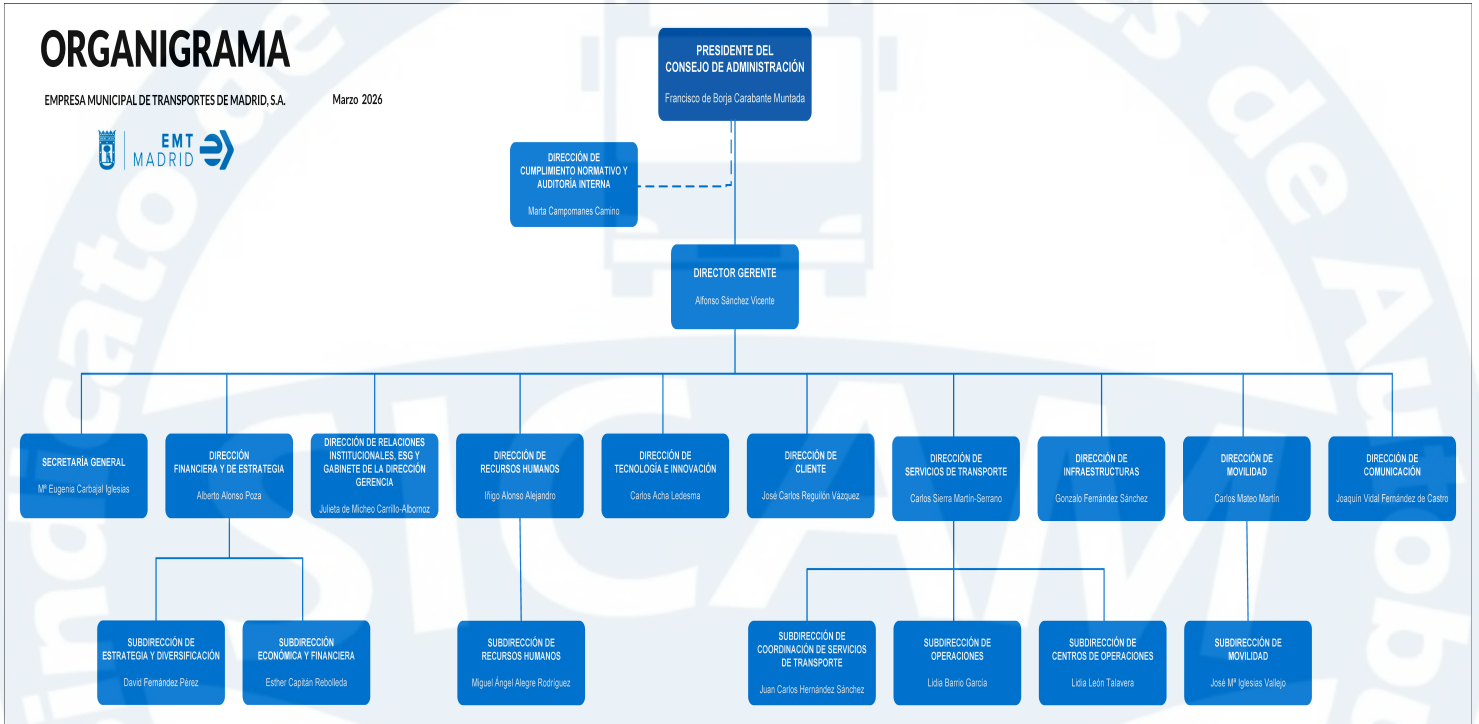 ORGANIGRAMA
EMPRESA MUNICIPAL DE TRANSPORTES DE MADRID, S.A.
Marzo 2026
EMT
MADRID
PRESIDENTE DEL
CONSEJO DE ADMINISTRACIÓN
Francisco de Borja Carabante Muntada
DIRECCIÓN DE
CUMPLIMIENTO NORMATIVO Y
AUDITORÍA INTERNA
Marta Campomanes Camino
DIRECTOR GERENTE
Alfonso Sánchez Vicente
SECRETARÍA GENERAL
Mª Eugenia Carbajal Iglesias
DIRECCIÓN
FINANCIERA Y DE ESTRATEGIA
Alberto Alonso Poza
DIRECCIÓN DE RELACIONES
INSTITUCIONALES, ESG Y
GABINETE DE LA DIRECCIÓN
GERENCIA
Julieta de Micheo Carrillo-Albornoz
DIRECCIÓN DE
RECURSOS HUMANOS
Iñigo Alonso Alejandro
DIRECCIÓN DE
TECNOLOGÍA E INNOVACIÓN
Carlos Acha Ledesma
DIRECCIÓN DE
CLIENTE
José Carlos Reguilón Vázquez
DIRECCIÓN DE
SERVICIOS DE TRANSPORTE
Carlos Sierra Martín-Serrano
DIRECCIÓN DE
INFRAESTRUCTURAS
Gonzalo Fernández Sánchez
DIRECCIÓN DE
MOVILIDAD
Carlos Mateo Martín
DIRECCIÓN DE
COMUNICACIÓN
Joaquín Vidal Fernández de Castro
SUBDIRECCIÓN DE
ESTRATEGIA Y DIVERSIFICACIÓN
David Fernández Pérez
SUBDIRECCIÓN
ECONÓMICA Y FINANCIERA
Esther Capitán Rebolleda
SUBDIRECCIÓN DE
RECURSOS HUMANOS
Miguel Ángel Alegre Rodríguez
SUBDIRECCIÓN DE
COORDINACIÓN DE SERVICIOS
DE TRANSPORTE
Juan Carlos Hernández Sánchez
SUBDIRECCIÓN DE
OPERACIONES
Lidia Barrio García
SUBDIRECCIÓN DE
CENTROS DE OPERACIONES
Lidia León Talavera
SUBDIRECCIÓN DE
MOVILIDAD
José Mª Iglesias Vallejo
SICAM